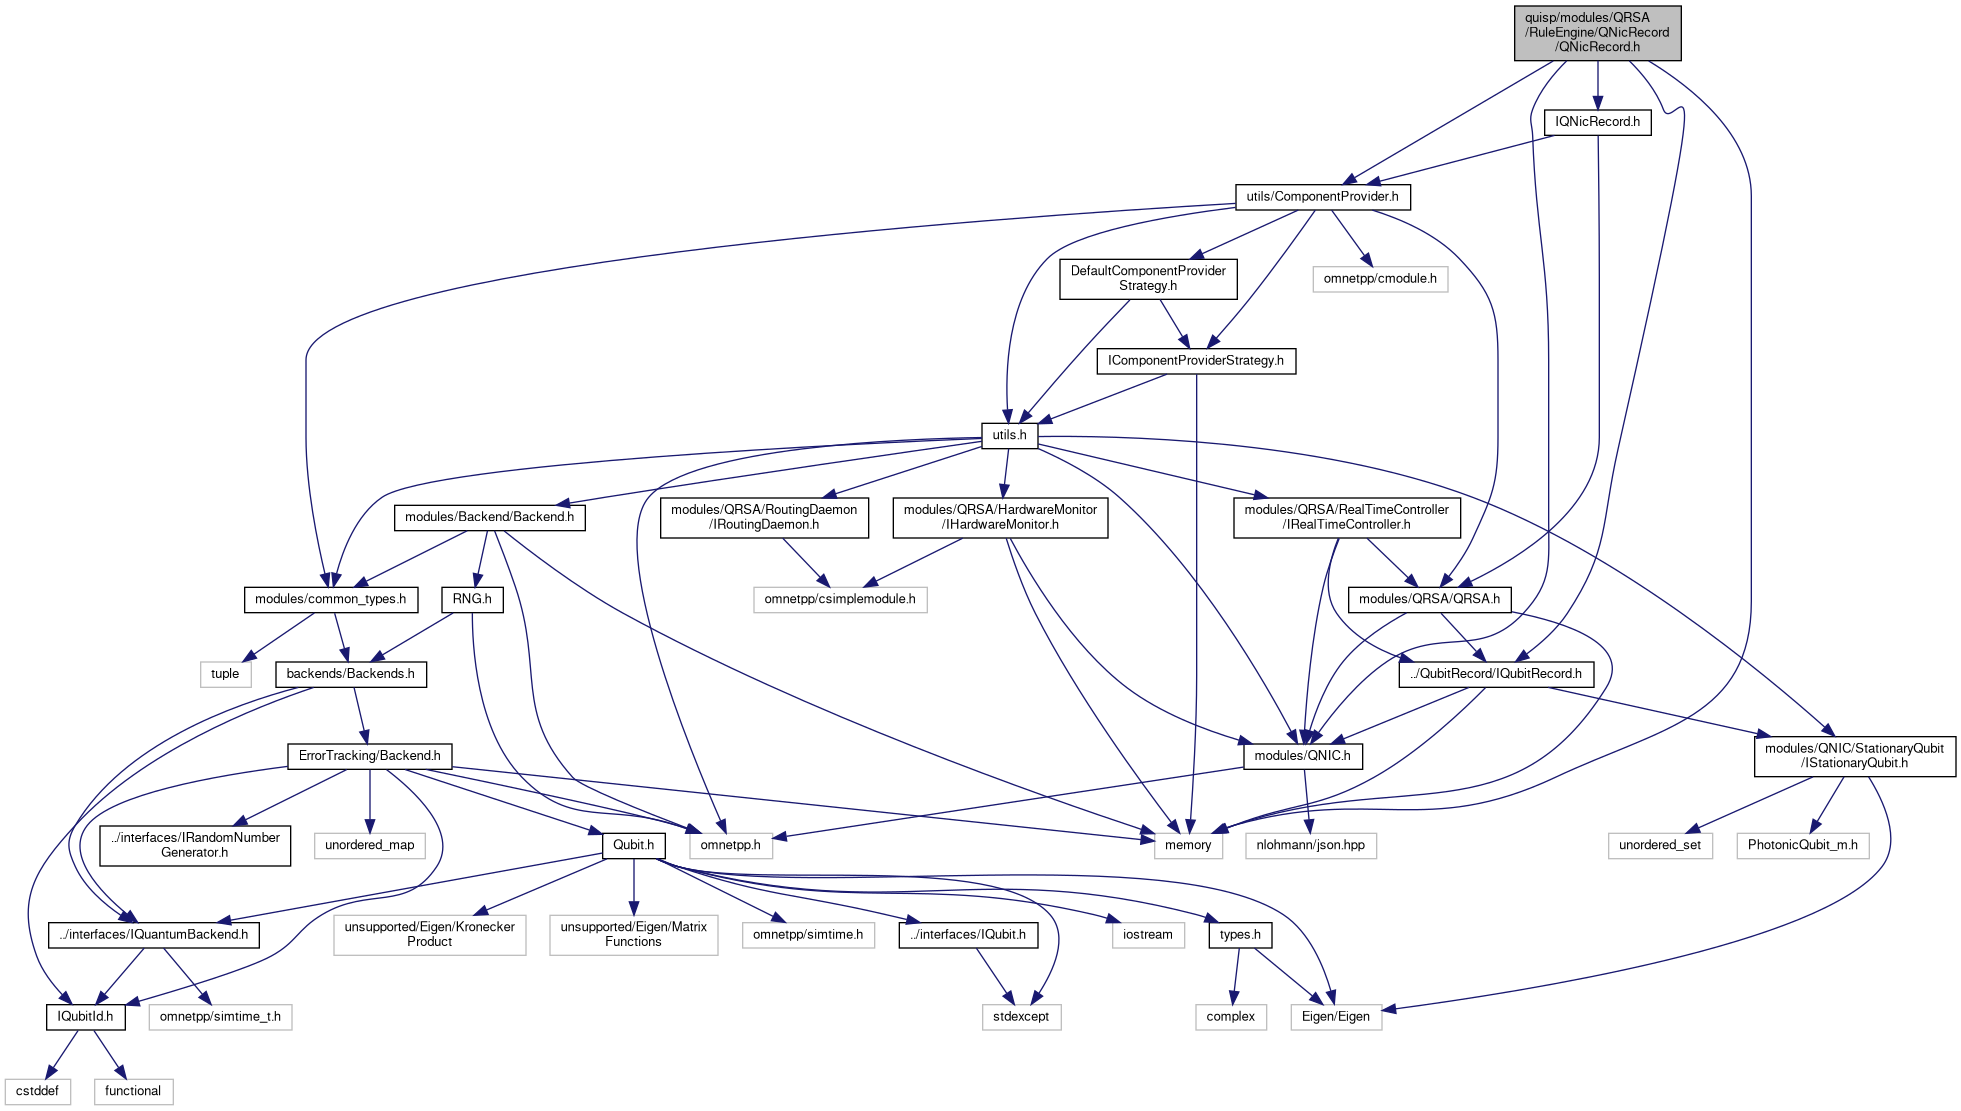 quisp/modules/QRSA
/RuleEngine/QNicRecord
/QNicRecord.h
IQNicRecord.h
utils/ComponentProvider.h
DefaultComponentProvider
Strategy.h
omnetpp/cmodule.h
IComponentProviderStrategy.h
utils.h
modules/Backend/Backend.h
modules/QRSA/RoutingDaemon
/IRoutingDaemon.h
modules/QRSA/HardwareMonitor
/IHardwareMonitor.h
modules/QRSA/RealTimeController
/IRealTimeController.h
modules/common_types.h
RNG.h
omnetpp/csimplemodule.h
modules/QRSA/QRSA.h
tuple
backends/Backends.h
../QubitRecord/IQubitRecord.h
ErrorTracking/Backend.h
modules/QNIC.h
modules/QNIC/StationaryQubit
/IStationaryQubit.h
../interfaces/IRandomNumber
Generator.h
unordered_map
Qubit.h
omnetpp.h
memory
nlohmann/json.hpp
unordered_set
PhotonicQubit_m.h
../interfaces/IQuantumBackend.h
unsupported/Eigen/Kronecker
Product
unsupported/Eigen/Matrix
Functions
omnetpp/simtime.h
../interfaces/IQubit.h
iostream
types.h
IQubitId.h
omnetpp/simtime_t.h
stdexcept
complex
Eigen/Eigen
cstddef
functional